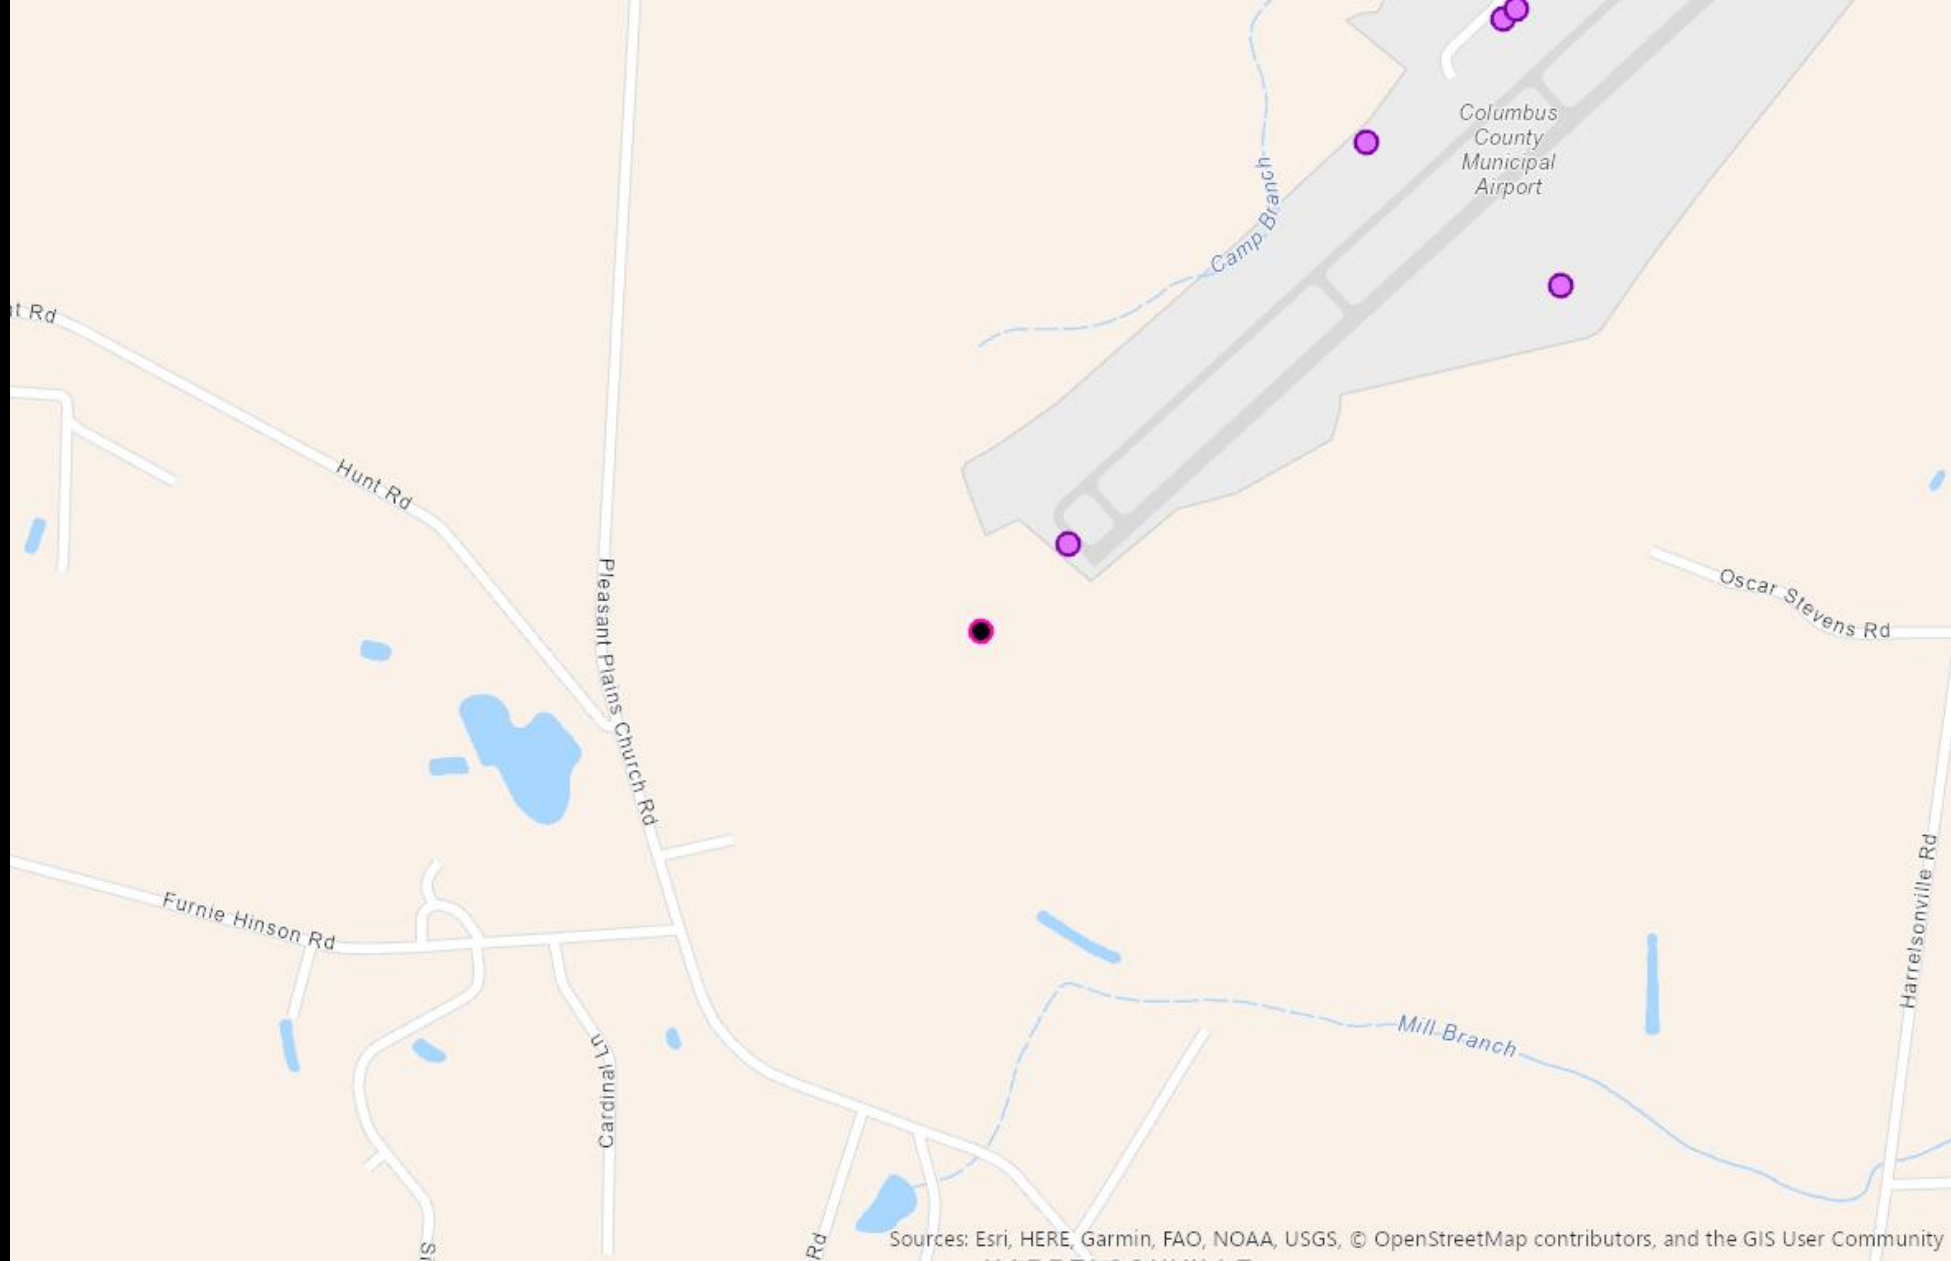 Columbus
County
Municipal
Airport
Camp Branch
Hunt Rd
Pleasant Plains Church Rd
Oscar Stevens Rd
Harrelsonville Rd
Furnie Hinson Rd
Cardinal Ln
Mill Branch
Rd
Sources: Esri, HERE, Garmin, FAO, NOAA, USGS, © OpenStreetMap contributors, and the GIS User Community